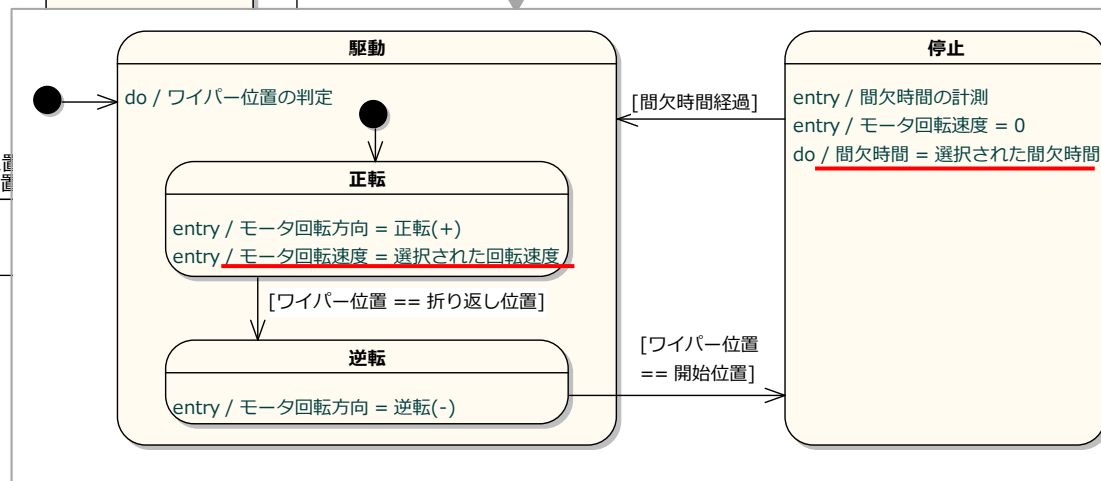 駆動
do / ワイパー位置の判定
正転
entry / モータ回転方向 = 正転(+)
entry / モータ回転速度 = 選択された回転速度
[ワイパー位置 == 折り返し位置]
逆転
entry / モータ回転方向 = 逆転(-)
[間欠時間経過]
[ワイパー位置
== 開始位置]
停止
entry / 間欠時間の計測
entry / モータ回転速度 = 0
do / 間欠時間 = 選択された間欠時間